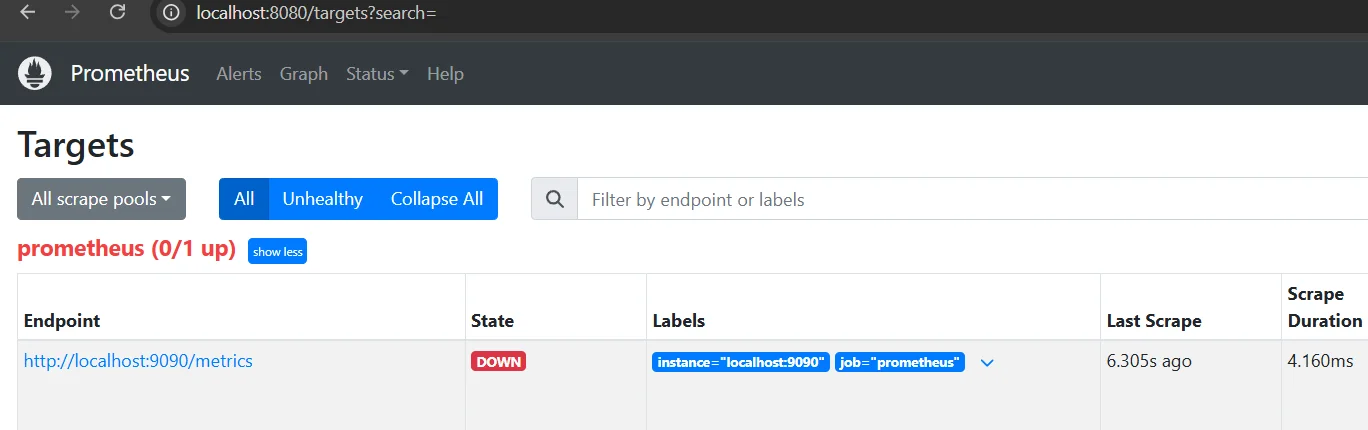 localhost:8080/targets?search=
Prometheus Alerts Graph Status Help
Targets
All scrape pools All Unhealthy Collapse All Filter by endpoint or labels
prometheus (0/1 up) show less
Endpoint State Labels Last Scrape Scrape Duration
http://localhost:9090/metrics DOWN instance="localhost:9090" job="prometheus" 6.305s ago 4.160ms